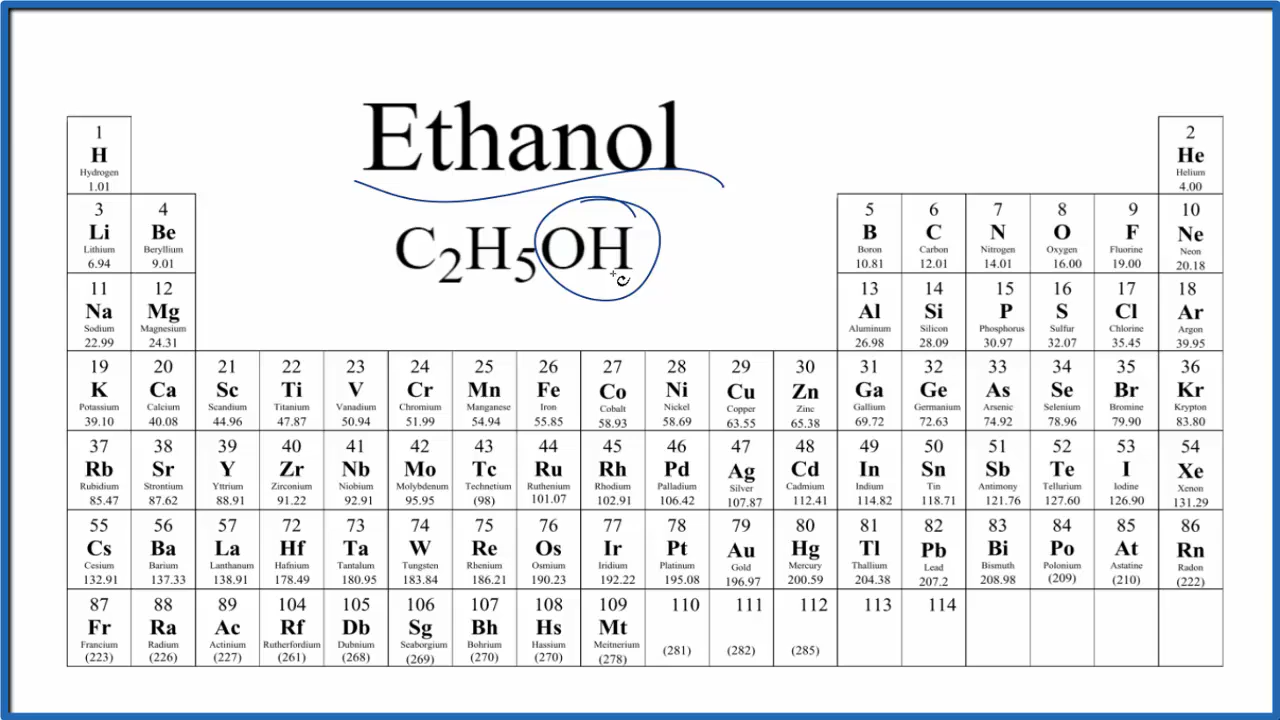 Ethanol
C₂H₅OH
1 2
H He
Hydrogen Helium
1.01 4.00
3 4 5 6 7 8 9 10
Li Be B C N O F Ne
Lithium Beryllium Boron Carbon Nitrogen Oxygen Fluorine Neon
6.94 9.01 10.81 12.01 14.01 16.00 19.00 20.18
11 12 13 14 15 16 17 18
Na Mg Al Si P S Cl Ar
Sodium Magnesium Aluminum Silicon Phosphorus Sulfur Chlorine Argon
22.99 24.31 26.98 28.09 30.97 32.07 35.45 39.95
19 20 21 22 23 24 25 26 27 28 29 30 31 32 33 34 35 36
K Ca Sc Ti V Cr Mn Fe Co Ni Cu Zn Ga Ge As Se Br Kr
Potassium Calcium Scandium Titanium Vanadium Chromium Manganese Iron Cobalt Nickel Copper Zinc Gallium Germanium Arsenic Selenium Bromine Krypton
39.10 40.08 44.96 47.87 50.94 51.99 54.94 55.85 58.93 58.69 63.55 65.38 69.72 72.63 74.92 78.96 79.90 83.80
37 38 39 40 41 42 43 44 45 46 47 48 49 50 51 52 53 54
Rb Sr Y Zr Nb Mo Tc Ru Rh Pd Ag Cd In Sn Sb Te I Xe
Rubidium Strontium Yttrium Zirconium Niobium Molybdenum Technetium Ruthenium Rhodium Palladium Silver Cadmium Indium Tin Antimony Tellurium Iodine Xenon
85.47 87.62 88.91 91.22 92.91 95.95 (98) 101.07 102.91 106.42 107.87 112.41 114.82 118.71 121.76 127.60 126.90 131.29
55 56 57 72 73 74 75 76 77 78 79 80 81 82 83 84 85 86
Cs Ba La Hf Ta W Re Os Ir Pt Au Hg Tl Pb Bi Po At Rn
Cesium Barium Lanthanum Hafnium Tantalum Tungsten Rhenium Osmium Iridium Platinum Gold Mercury Thallium Lead Bismuth Polonium Astatine Radon
132.91 137.33 138.91 178.49 180.95 183.84 186.21 190.23 192.22 195.08 196.97 200.59 204.38 207.2 208.98 (209) (210) (222)
87 88 89 104 105 106 107 108 109 110 111 112 113 114
Fr Ra Ac Rf Db Sg Bh Hs Mt
Francium Radium Actinium Rutherfordium Dubnium Seaborgium Bohrium Hassium Meitnerium
(223) (226) (227) (261) (268) (269) (270) (270) (278) (281) (282) (285)